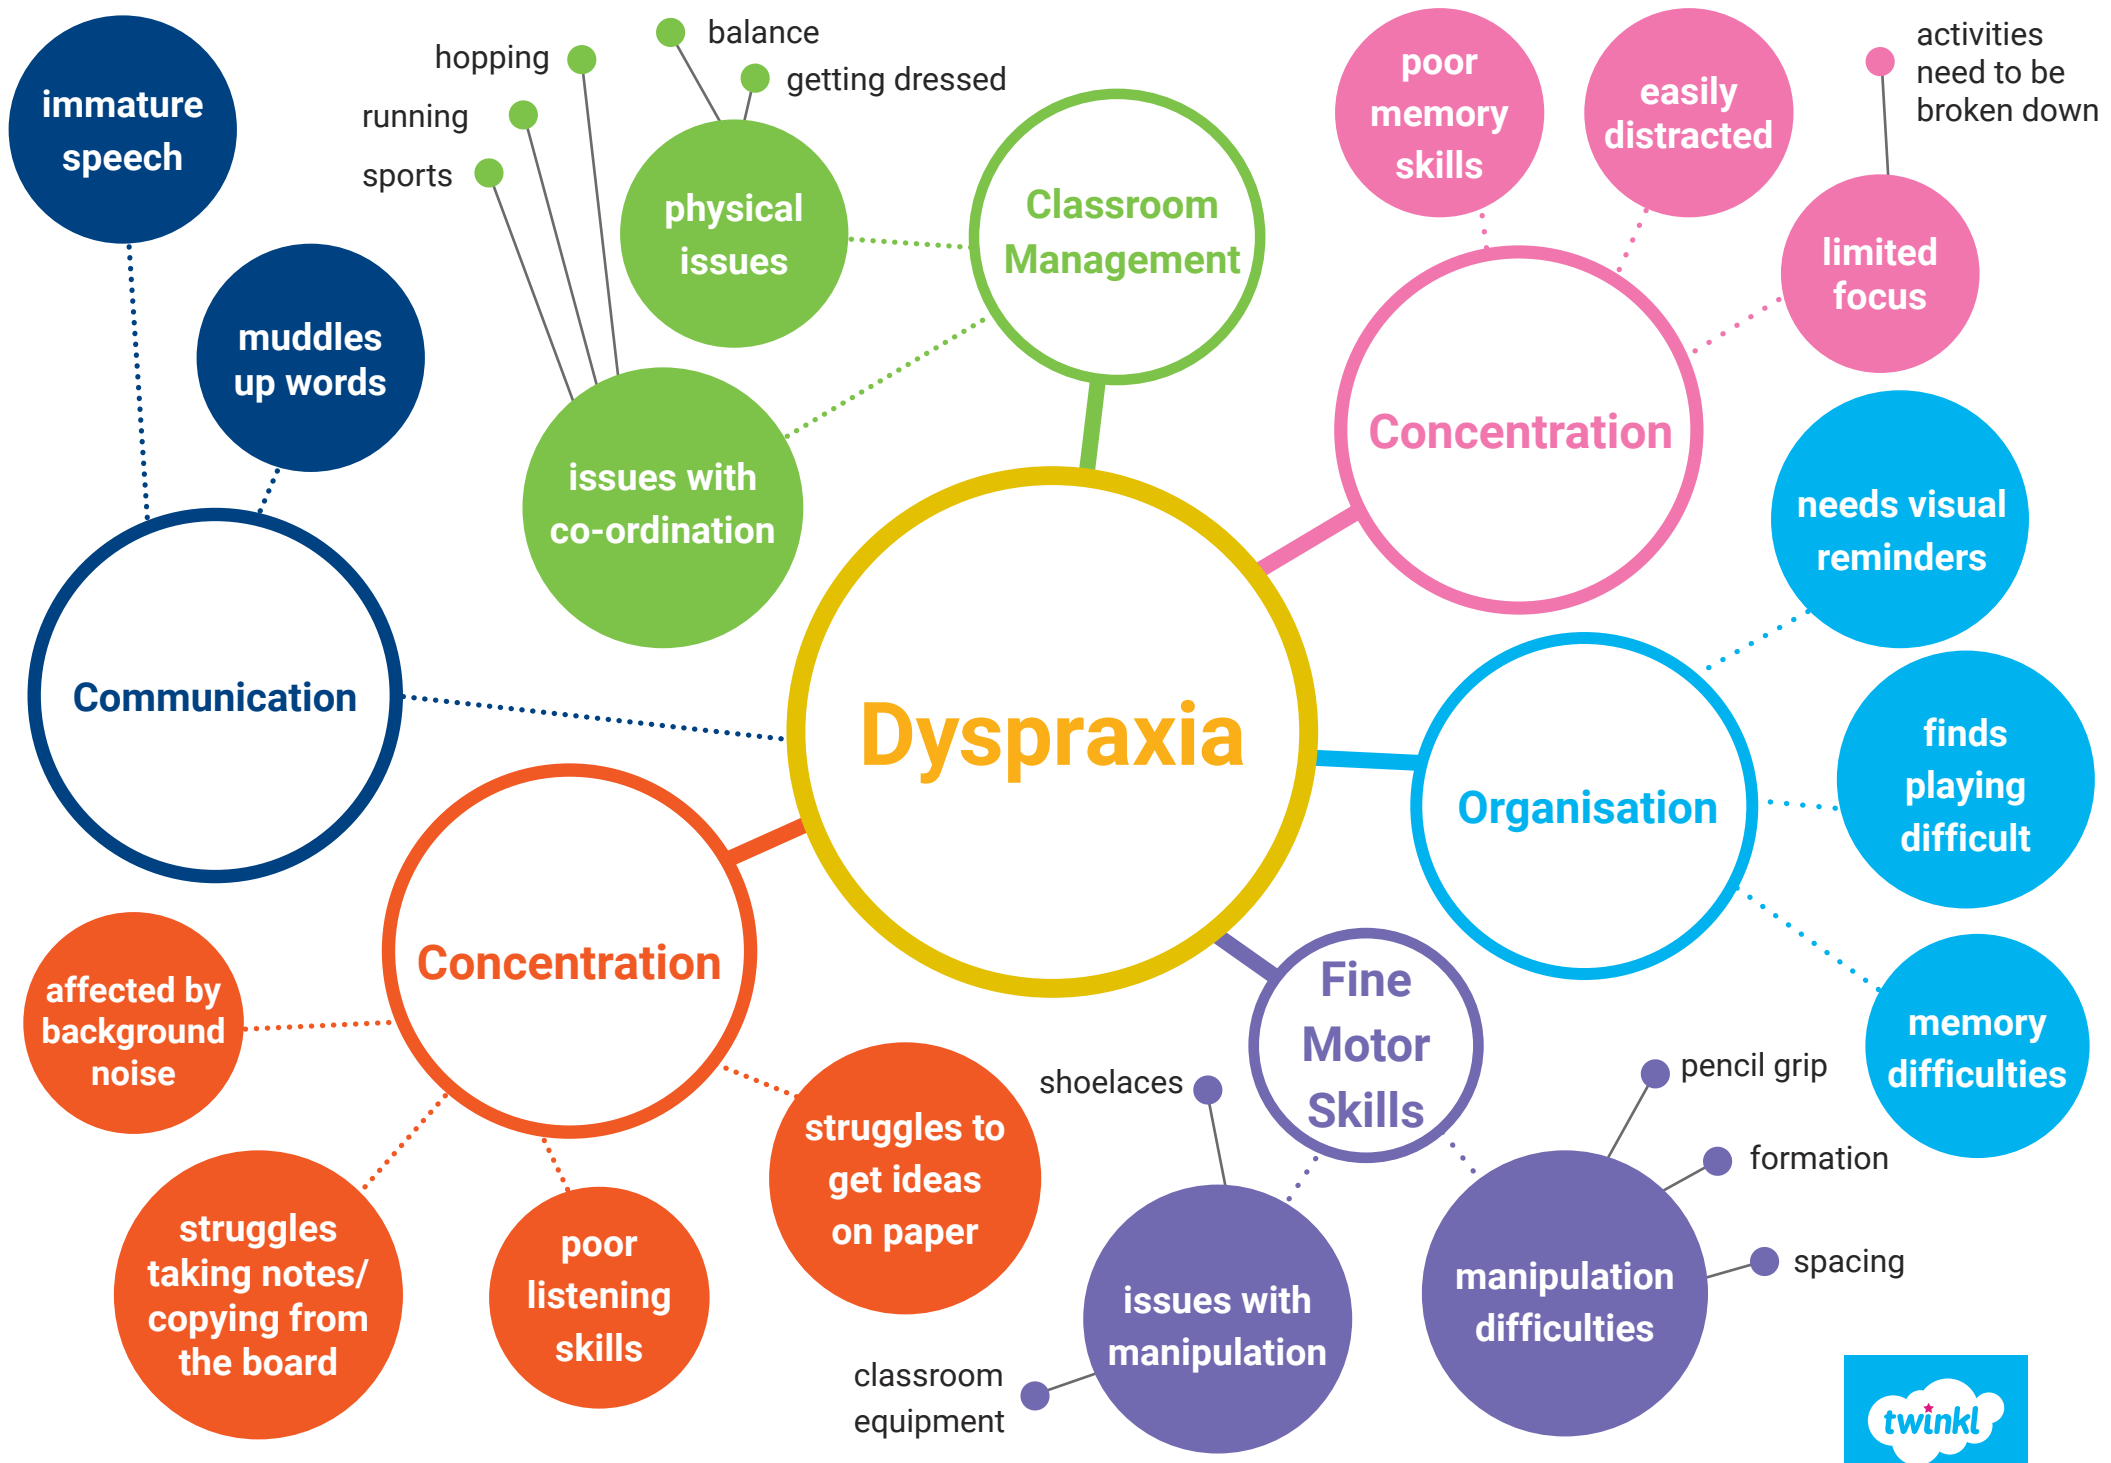 immature
speech
muddles
up words
Communication
hopping
running
sports
balance
getting dressed
physical
issues
issues with
co-ordination
Classroom
Management
poor
memory
skills
easily
distracted
activities
need to be
broken down
limited
focus
Concentration
Dyspraxia
needs visual
reminders
finds
playing
difficult
memory
difficulties
Organisation
Concentration
affected by
background
noise
struggles
taking notes/
copying from
the board
poor
listening
skills
struggles to
get ideas
on paper
Fine
Motor
Skills
shoelaces
issues with
manipulation
classroom
equipment
pencil grip
formation
spacing
manipulation
difficulties
twinkl